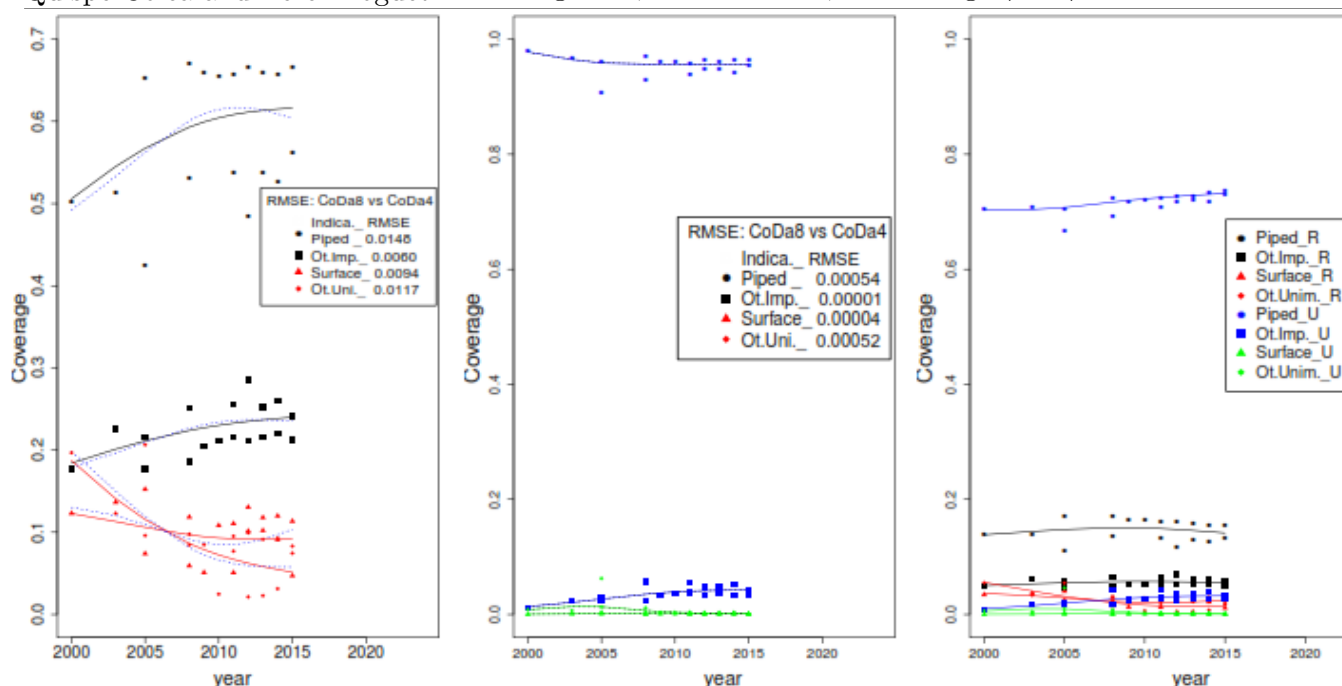 0.0 0.1 0.2 0.3 0.4 0.5 0.6 0.7
Coverage
2000 2005 2010 2015 2020
year
RMSE: CoDa8 vs CoDa4
Indica._ RMSE
Piped _ 0.0148
Ot.Imp._ 0.0060
Surface_ 0.0094
Ot.Uni._ 0.0117
0.0 0.2 0.4 0.6 0.8 1.0
Coverage
2000 2005 2010 2015 2020
year
RMSE: CoDa8 vs CoDa4
Indica._ RMSE
Piped _ 0.00054
Ot.Imp._ 0.00001
Surface_ 0.00004
Ot.Uni._ 0.00052
0.0 0.2 0.4 0.6 0.8 1.0
Coverage
2000 2005 2010 2015 2020
year
Piped_R
Ot.Imp._R
Surface_R
Ot.Unim._R
Piped_U
Ot.Imp._U
Surface_U
Ot.Unim._U